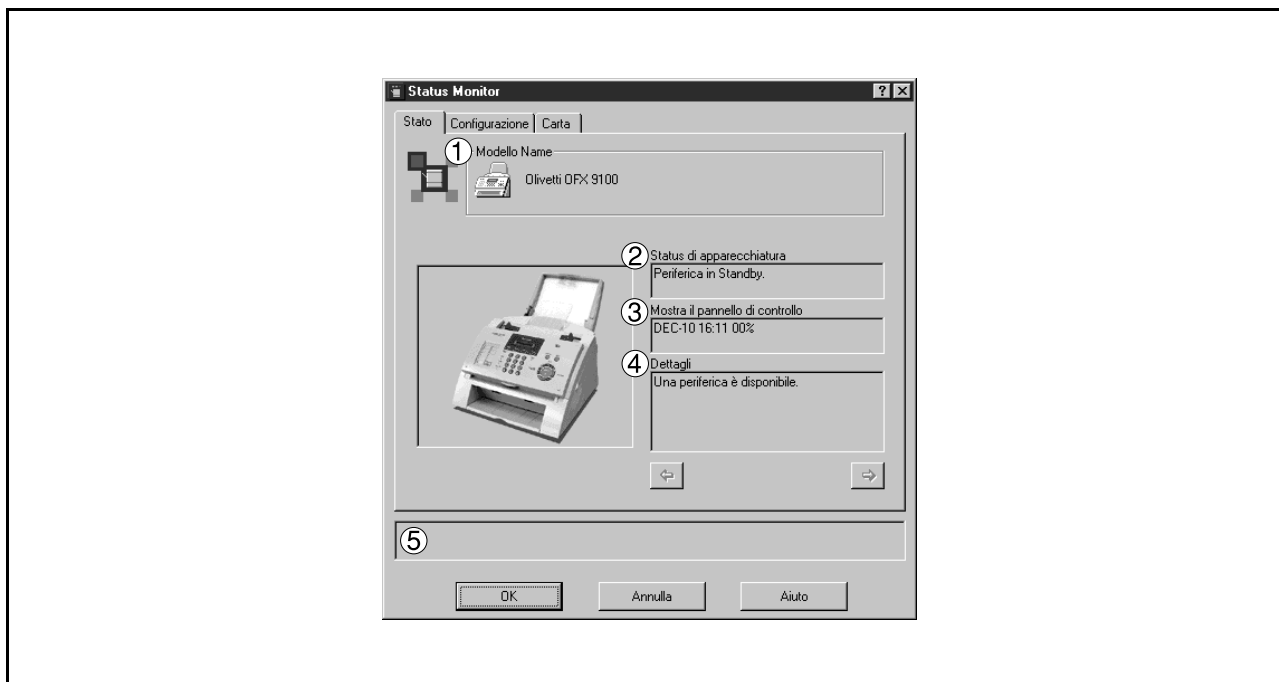 Status Monitor
Stato Configurazione Carta
① Modello Name
Olivetti OFX 9100
② Status di apparecchiatura
Periferica in Standby.
③ Mostra il pannello di controllo
DEC-10 16:11 00%
④ Dettagli
Una periferica è disponibile.
⑤
OK Annulla Aiuto